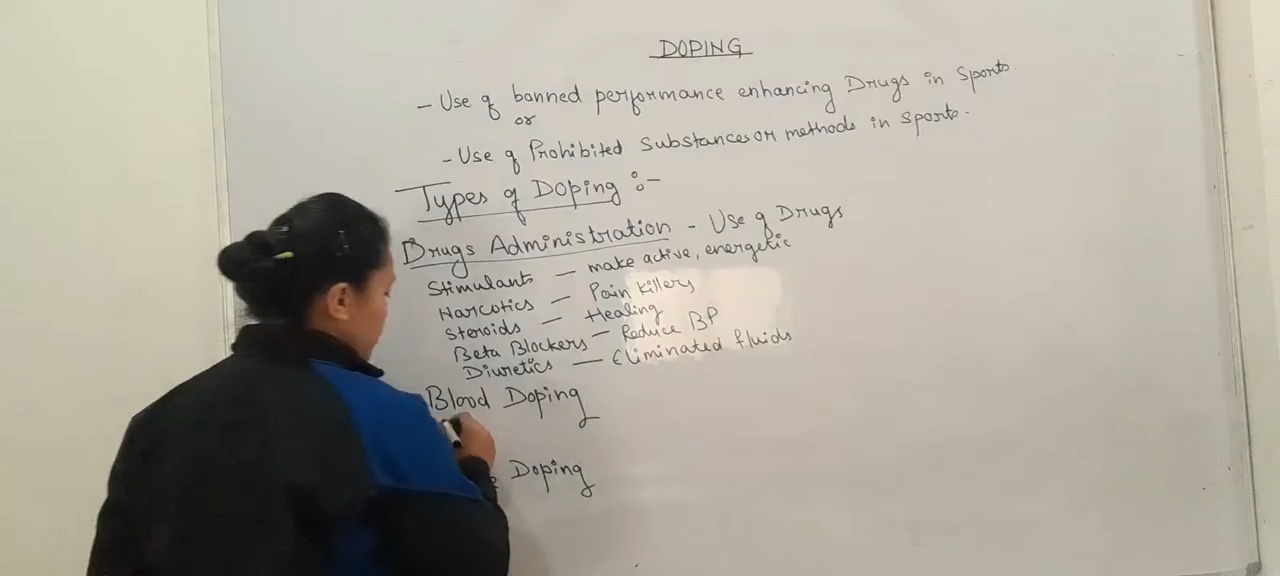 DOPING
- Use of banned performance enhancing Drugs in Sports.
or
- Use of Prohibited Substances or methods in Sports.
Types of Doping :-
Drugs Administration - Use of Drugs
Stimulants - make active, energetic
Narcotics - Pain Killers
Steroids - Healing
Beta Blockers - Reduce BP
Diuretics - Eliminated fluids
Blood Doping
Doping